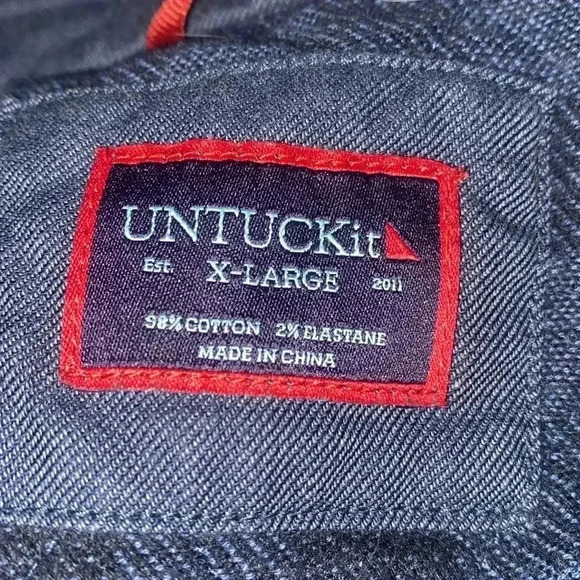 UNTUCKit
Est. X-LARGE 2011
98% COTTON 2% ELASTANE
MADE IN CHINA